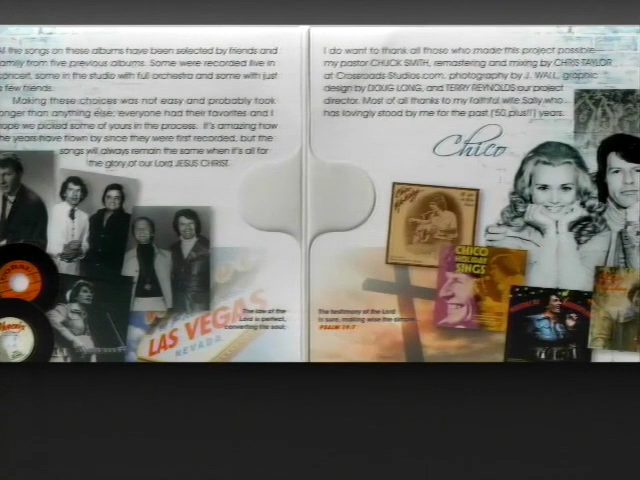 All the songs on these albums have been selected by friends and
family from five previous albums. Some were recorded live in
concert, some in the studio with full orchestra and some with just
a few friends.
Making these choices was not easy and probably took
longer than anything else, everyone had their favorites and I
hope we picked some of yours in the process. It's amazing how
the years have flown by since they were first recorded, but the
songs will always remain the same when it's all for
the glory of our Lord JESUS CHRIST.
LAS VEGAS
NEVADA
The law of the
Lord is perfect,
converting the soul;
I do want to thank all those who made this project possible—
my pastor CHUCK SMITH, remastering and mixing by CHRIS TAYLOR
at Crossroads-Studios.com, photography by J. WALL, graphic
design by DOUG LONG, and TERRY REYNOLDS our project
director. Most of all thanks to my faithful wife Sally who
has lovingly stood by me for the past (50 plus!!) years.
Chico
CHICO
HOLIDAY
SINGS
The testimony of the Lord
is sure, making wise the simple.
PSALM 19:7